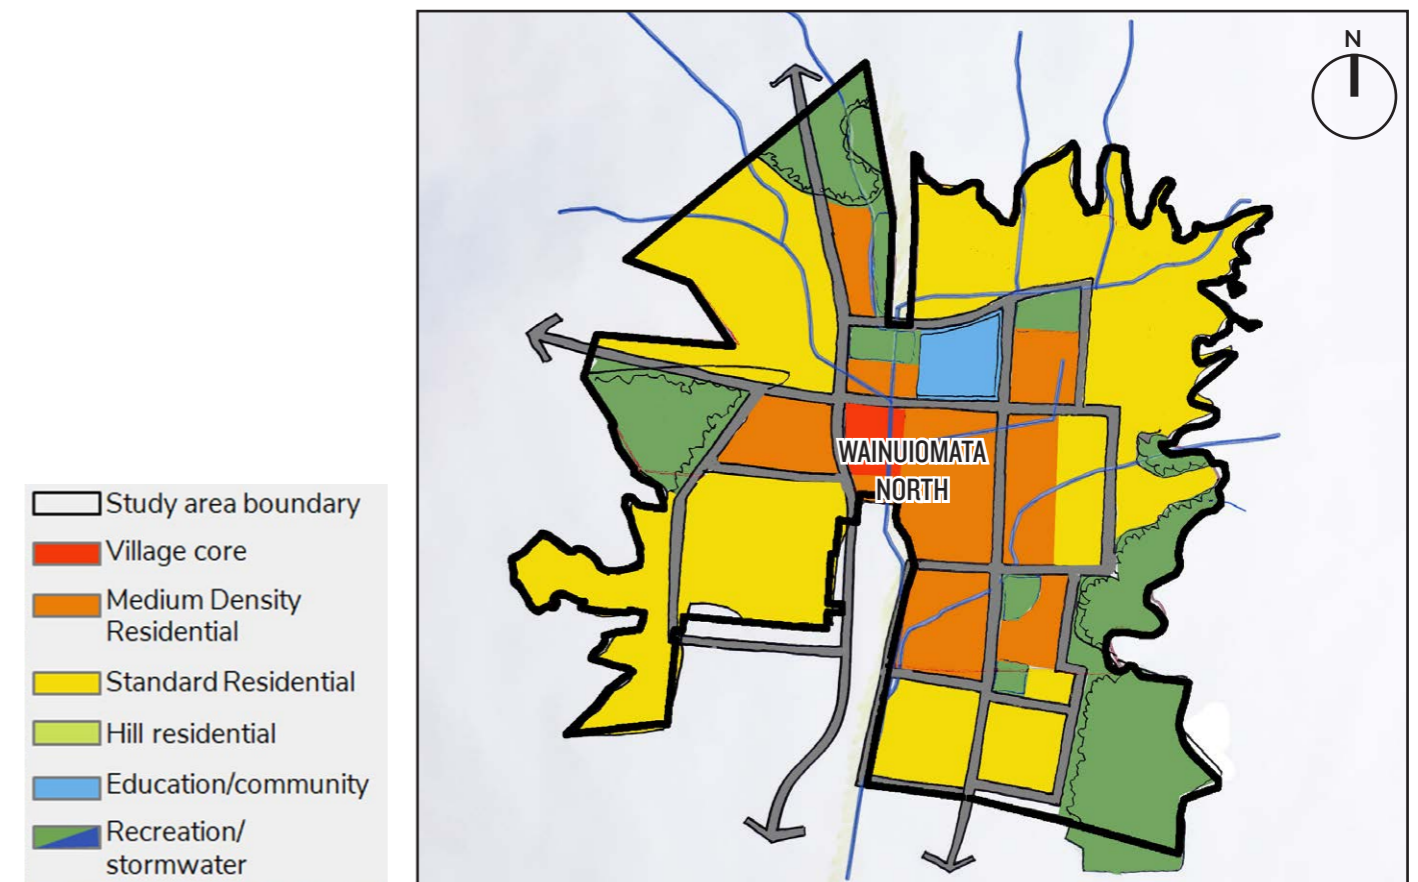 N
WAINUIOMATA
NORTH
Study area boundary
Village core
Medium Density
Residential
Standard Residential
Hill residential
Education/community
Recreation/
stormwater